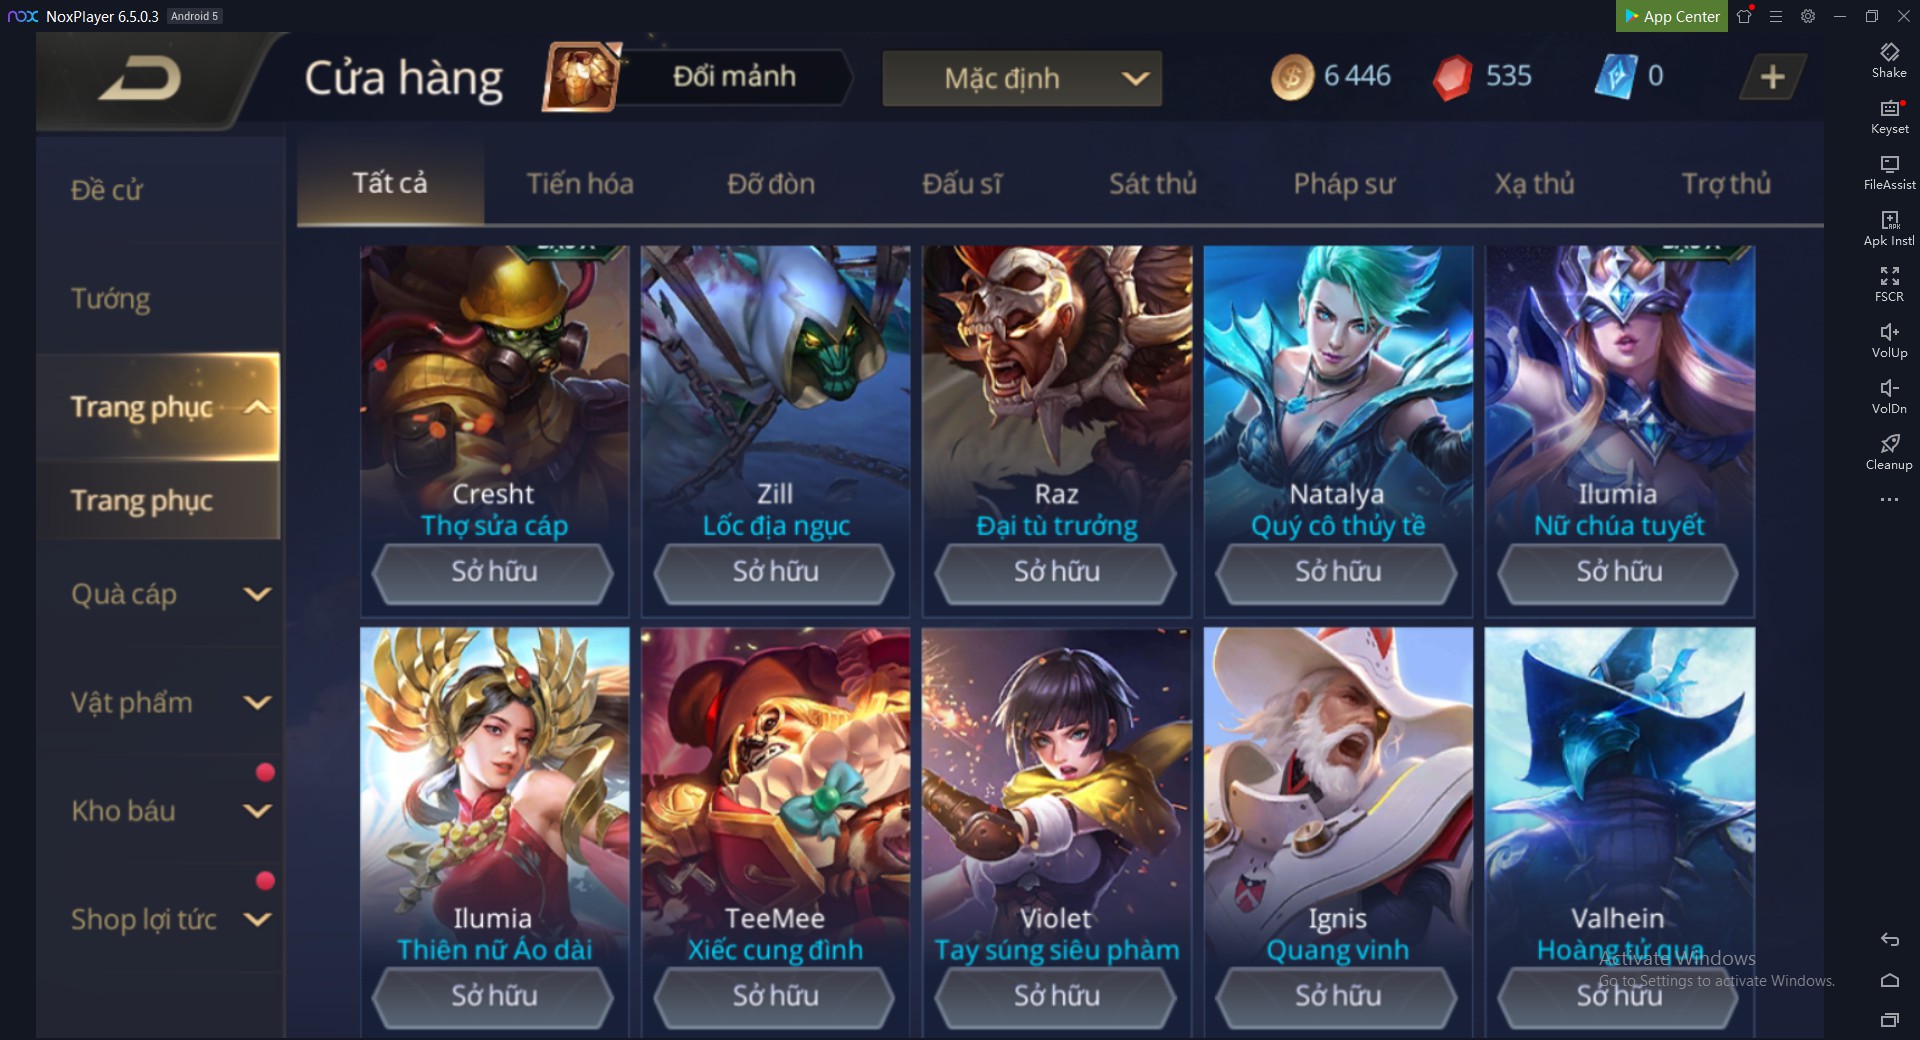 nox NoxPlayer 6.5.0.3 Android 5
App Center
Cửa hàng
Đổi mảnh
Mặc định
6 446
535
0
Shake
Keyset
FileAssist
Apk Instl
FSCR
VolUp
VolDn
Cleanup
Đề cử
Tướng
Trang phục
Trang phục
Quà cáp
Vật phẩm
Kho báu
Shop lợi tức
Tất cả
Tiến hóa
Đỡ đòn
Đấu sĩ
Sát thủ
Pháp sư
Xạ thủ
Trợ thủ
Cresht
Thợ sửa cáp
Sở hữu
Zill
Lốc địa ngục
Sở hữu
Raz
Đại tù trưởng
Sở hữu
Natalya
Quý cô thủy tề
Sở hữu
Ilumia
Nữ chúa tuyết
Sở hữu
Ilumia
Thiên nữ Áo dài
Sở hữu
TeeMee
Xiếc cung đình
Sở hữu
Violet
Tay súng siêu phàm
Sở hữu
Ignis
Quang vinh
Sở hữu
Valhein
Hoàng tử quạ
Sở hữu
Activate Windows
Go to Settings to activate Windows.